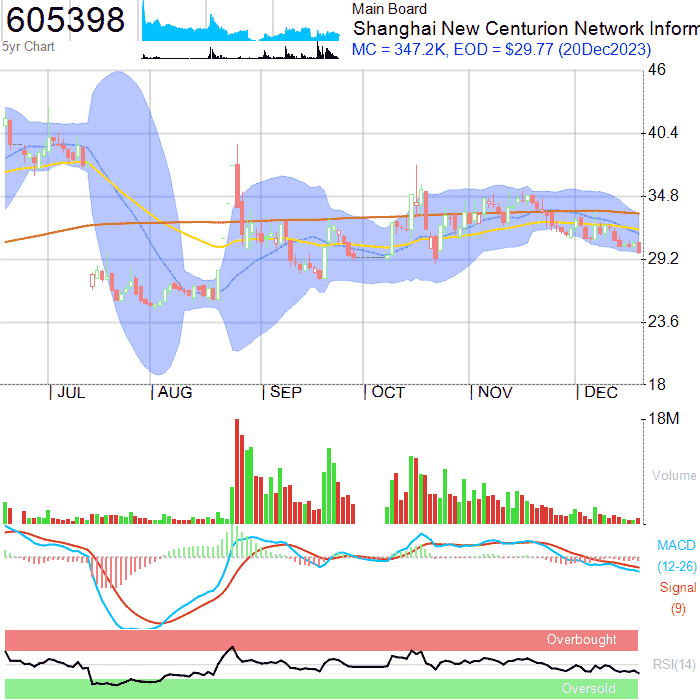 605398
5yr Chart
Main Board
Shanghai New Centurion Network Inform
MC = 347.2K, EOD = $29.77 (20Dec2023)
46
40.4
34.8
29.2
23.6
18
JUL AUG SEP OCT NOV DEC
18M
Volume
MACD
(12-26)
Signal
(9)
Overbought
RSI(14)
Oversold